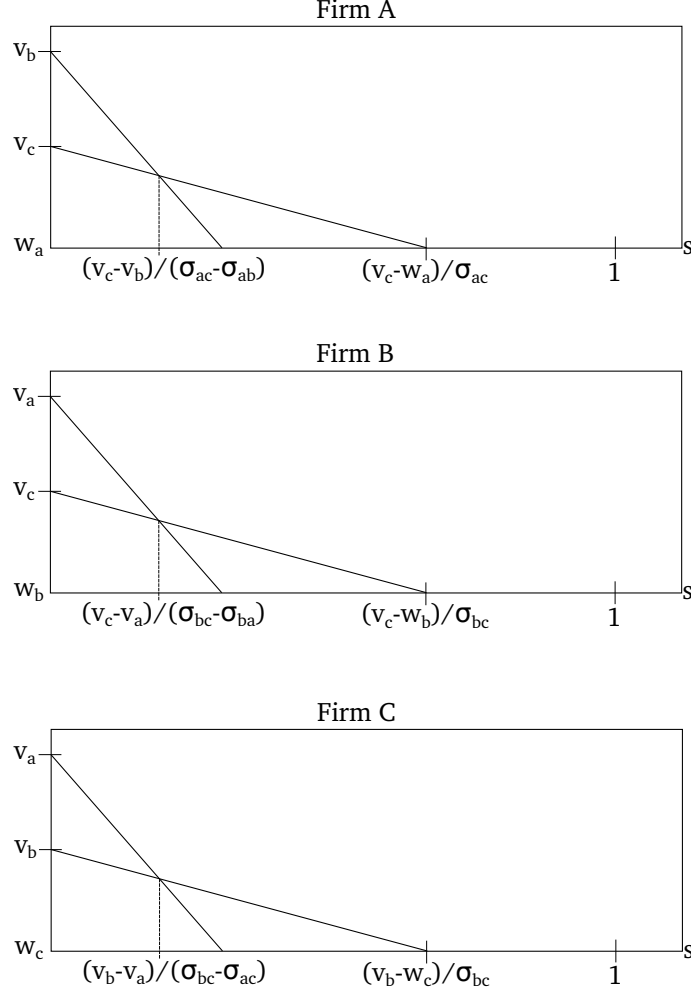 Firm A
v_b
v_c
w_a
s
(v_c-v_b)/(σ_ac-σ_ab)
(v_c-w_a)/σ_ac
1
Firm B
v_a
v_c
w_b
s
(v_c-v_a)/(σ_bc-σ_ba)
(v_c-w_b)/σ_bc
1
Firm C
v_a
v_b
w_c
s
(v_b-v_a)/(σ_bc-σ_ac)
(v_b-w_c)/σ_bc
1